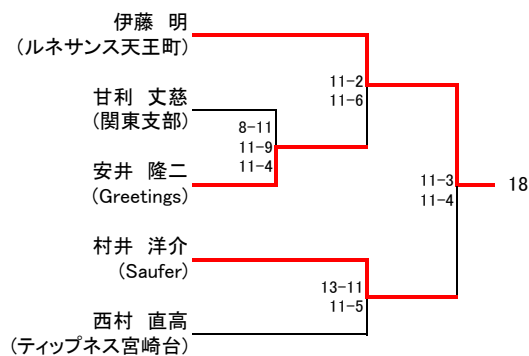 伊藤 明
(ルネサンス天王町)
11-2
11-6
甘利 丈慈
(関東支部)
8-11
11-9
11-4
安井 隆二
(Greetings)
11-3
11-4
18
村井 洋介
(Saufer)
13-11
11-5
西村 直高
(ティップネス宮崎台)